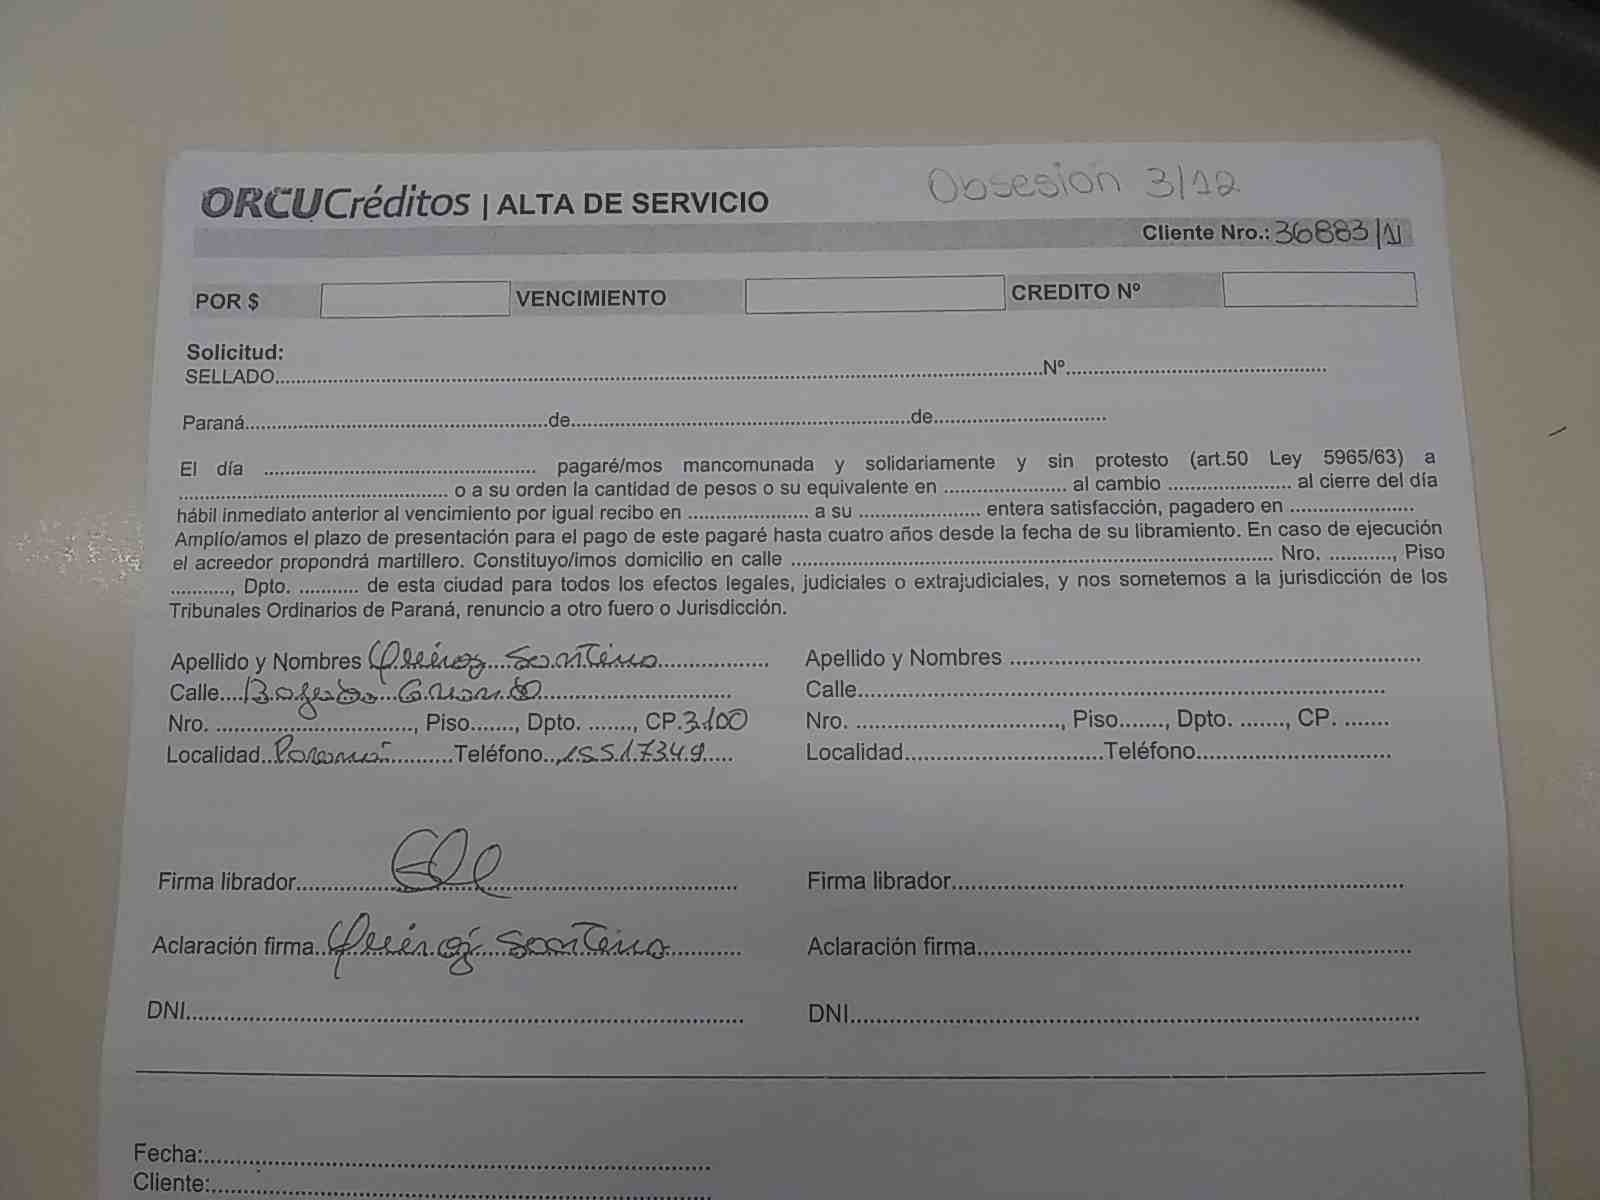 Obsesion 3/12
ORCUCréditos | ALTA DE SERVICIO
Cliente Nro.: 36883/1
POR $ VENCIMIENTO CREDITO Nº
Solicitud:
SELLADO....................Nº....................
Paraná....................de....................de....................
El día .................... pagaré/mos mancomunada y solidariamente y sin protesto (art.50 Ley 5965/63) a
.................... o a su orden la cantidad de pesos o su equivalente en .................... al cambio .................... al cierre del día
hábil inmediato anterior al vencimiento por igual recibo en .................... a su .................... entera satisfacción, pagadero en ....................
Amplío/amos el plazo de presentación para el pago de este pagaré hasta cuatro años desde la fecha de su libramiento. En caso de ejecución
el acreedor propondrá martillero. Constituyo/imos domicilio en calle .................... Nro. ..........., Piso
..........., Dpto. ........... de esta ciudad para todos los efectos legales, judiciales o extrajudiciales, y nos sometemos a la jurisdicción de los
Tribunales Ordinarios de Paraná, renuncio a otro fuero o Jurisdicción.
Apellido y Nombres Quiroz Santino....................
Calle....................
Nro. ...................., Piso......., Dpto. ......., CP.3100
Localidad..Paraná...........Teléfono..,15517349.....
Apellido y Nombres ....................
Calle....................
Nro. ...................., Piso......., Dpto. ......., CP. .......
Localidad....................Teléfono....................
Firma librador....................
Aclaración firma..Quiroz Santino....................
DNI....................
Firma librador....................
Aclaración firma....................
DNI....................
Fecha:....................
Cliente:....................